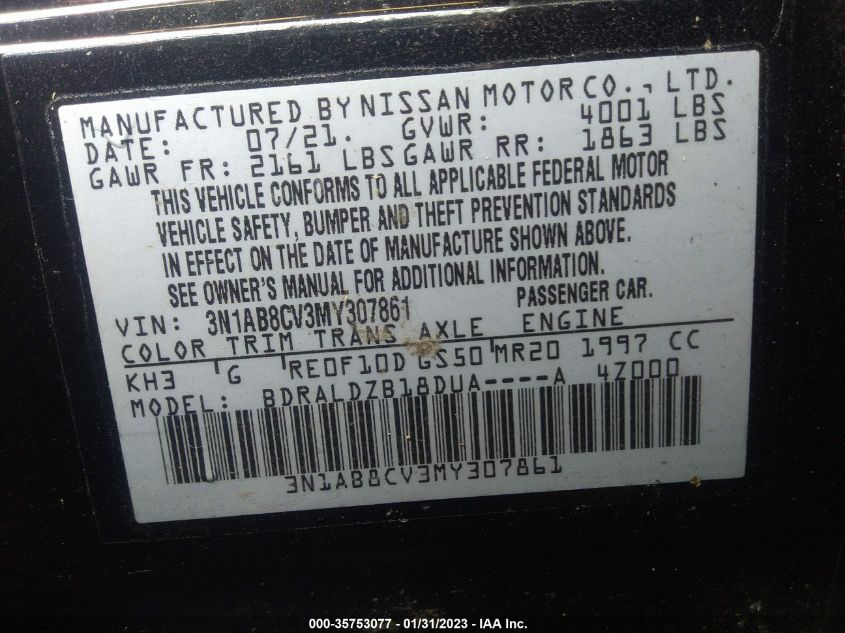 MANUFACTURED BY NISSAN MOTOR CO., LTD.
DATE: 07/21. GVWR: 4001 LBS
GAWR FR: 2161 LBS GAWR RR: 1863 LBS
THIS VEHICLE CONFORMS TO ALL APPLICABLE FEDERAL MOTOR
VEHICLE SAFETY, BUMPER AND THEFT PREVENTION STANDARDS
IN EFFECT ON THE DATE OF MANUFACTURE SHOWN ABOVE.
SEE OWNER'S MANUAL FOR ADDITIONAL INFORMATION.
VIN: 3N1AB8CV3MY307861 PASSENGER CAR.
COLOR TRIM TRANS AXLE ENGINE
KH3 'G 'RE0F10D GS50 MR20 1997 CC
MODEL: BDRALDZB18DUA----A 4Z000
3N1AB8CV3MY307861
000-35753077 - 01/31/2023 - IAA Inc.